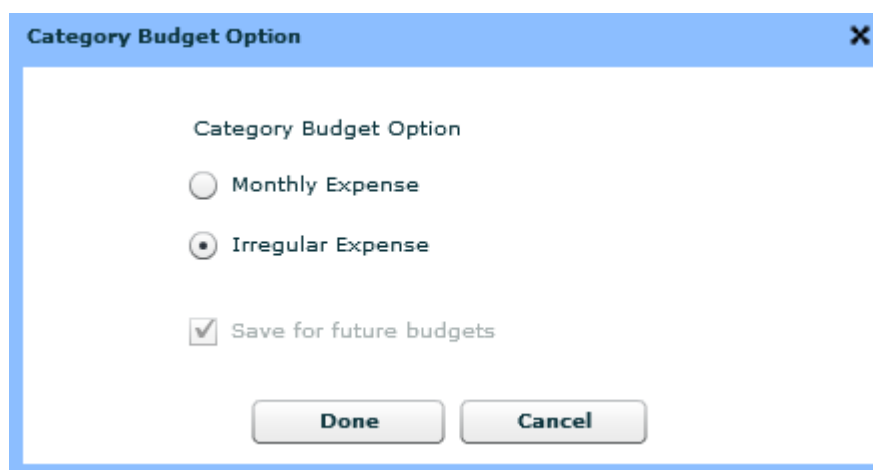 Category Budget Option
Category Budget Option
Monthly Expense
Irregular Expense
Save for future budgets
Done Cancel